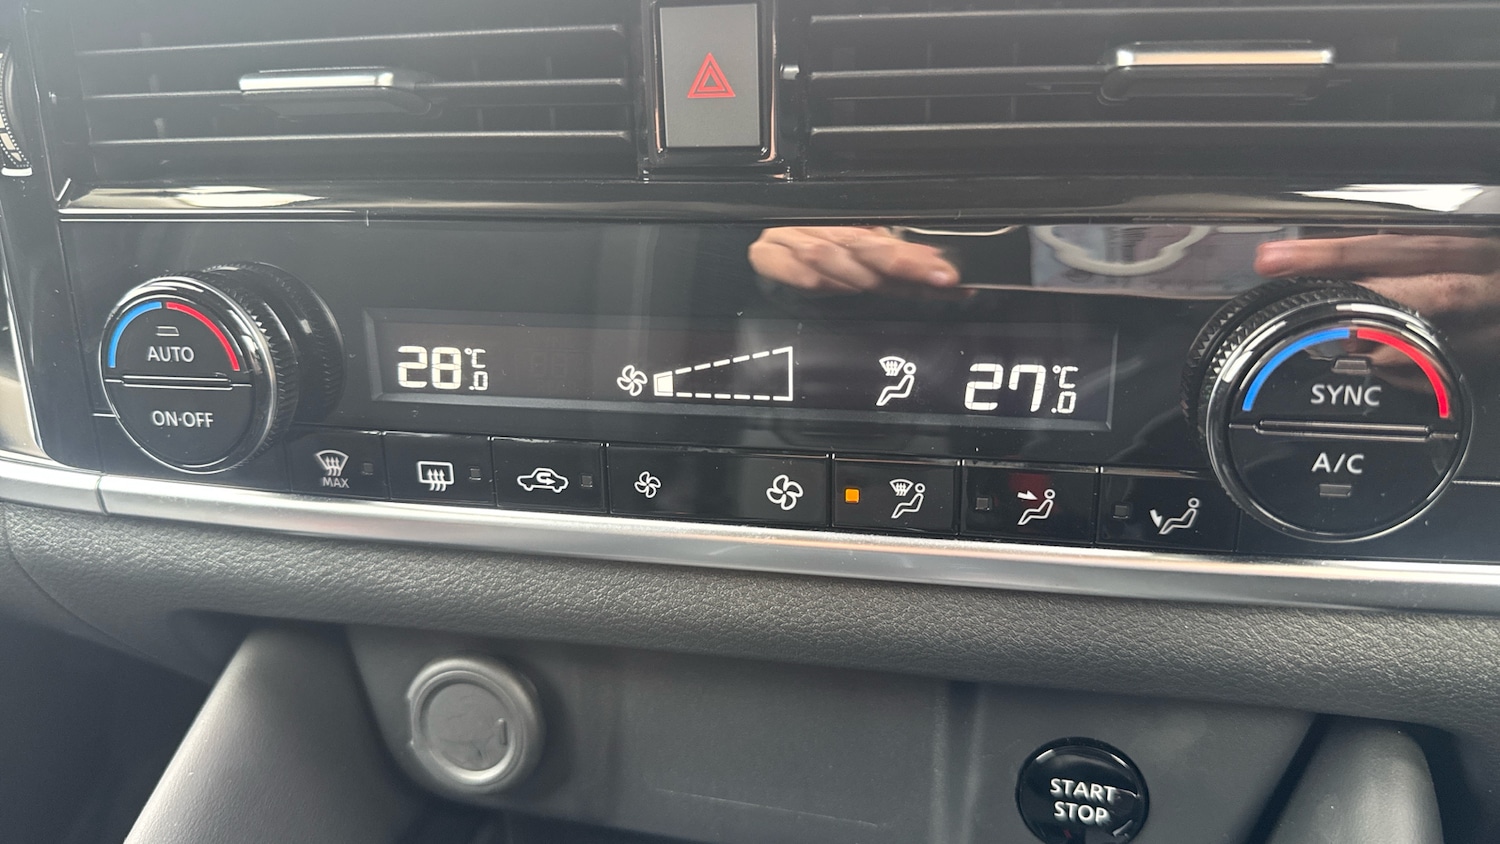 AUTO
ON·OFF
28.0°C
27.0°C
SYNC
A/C
MAX
START
STOP